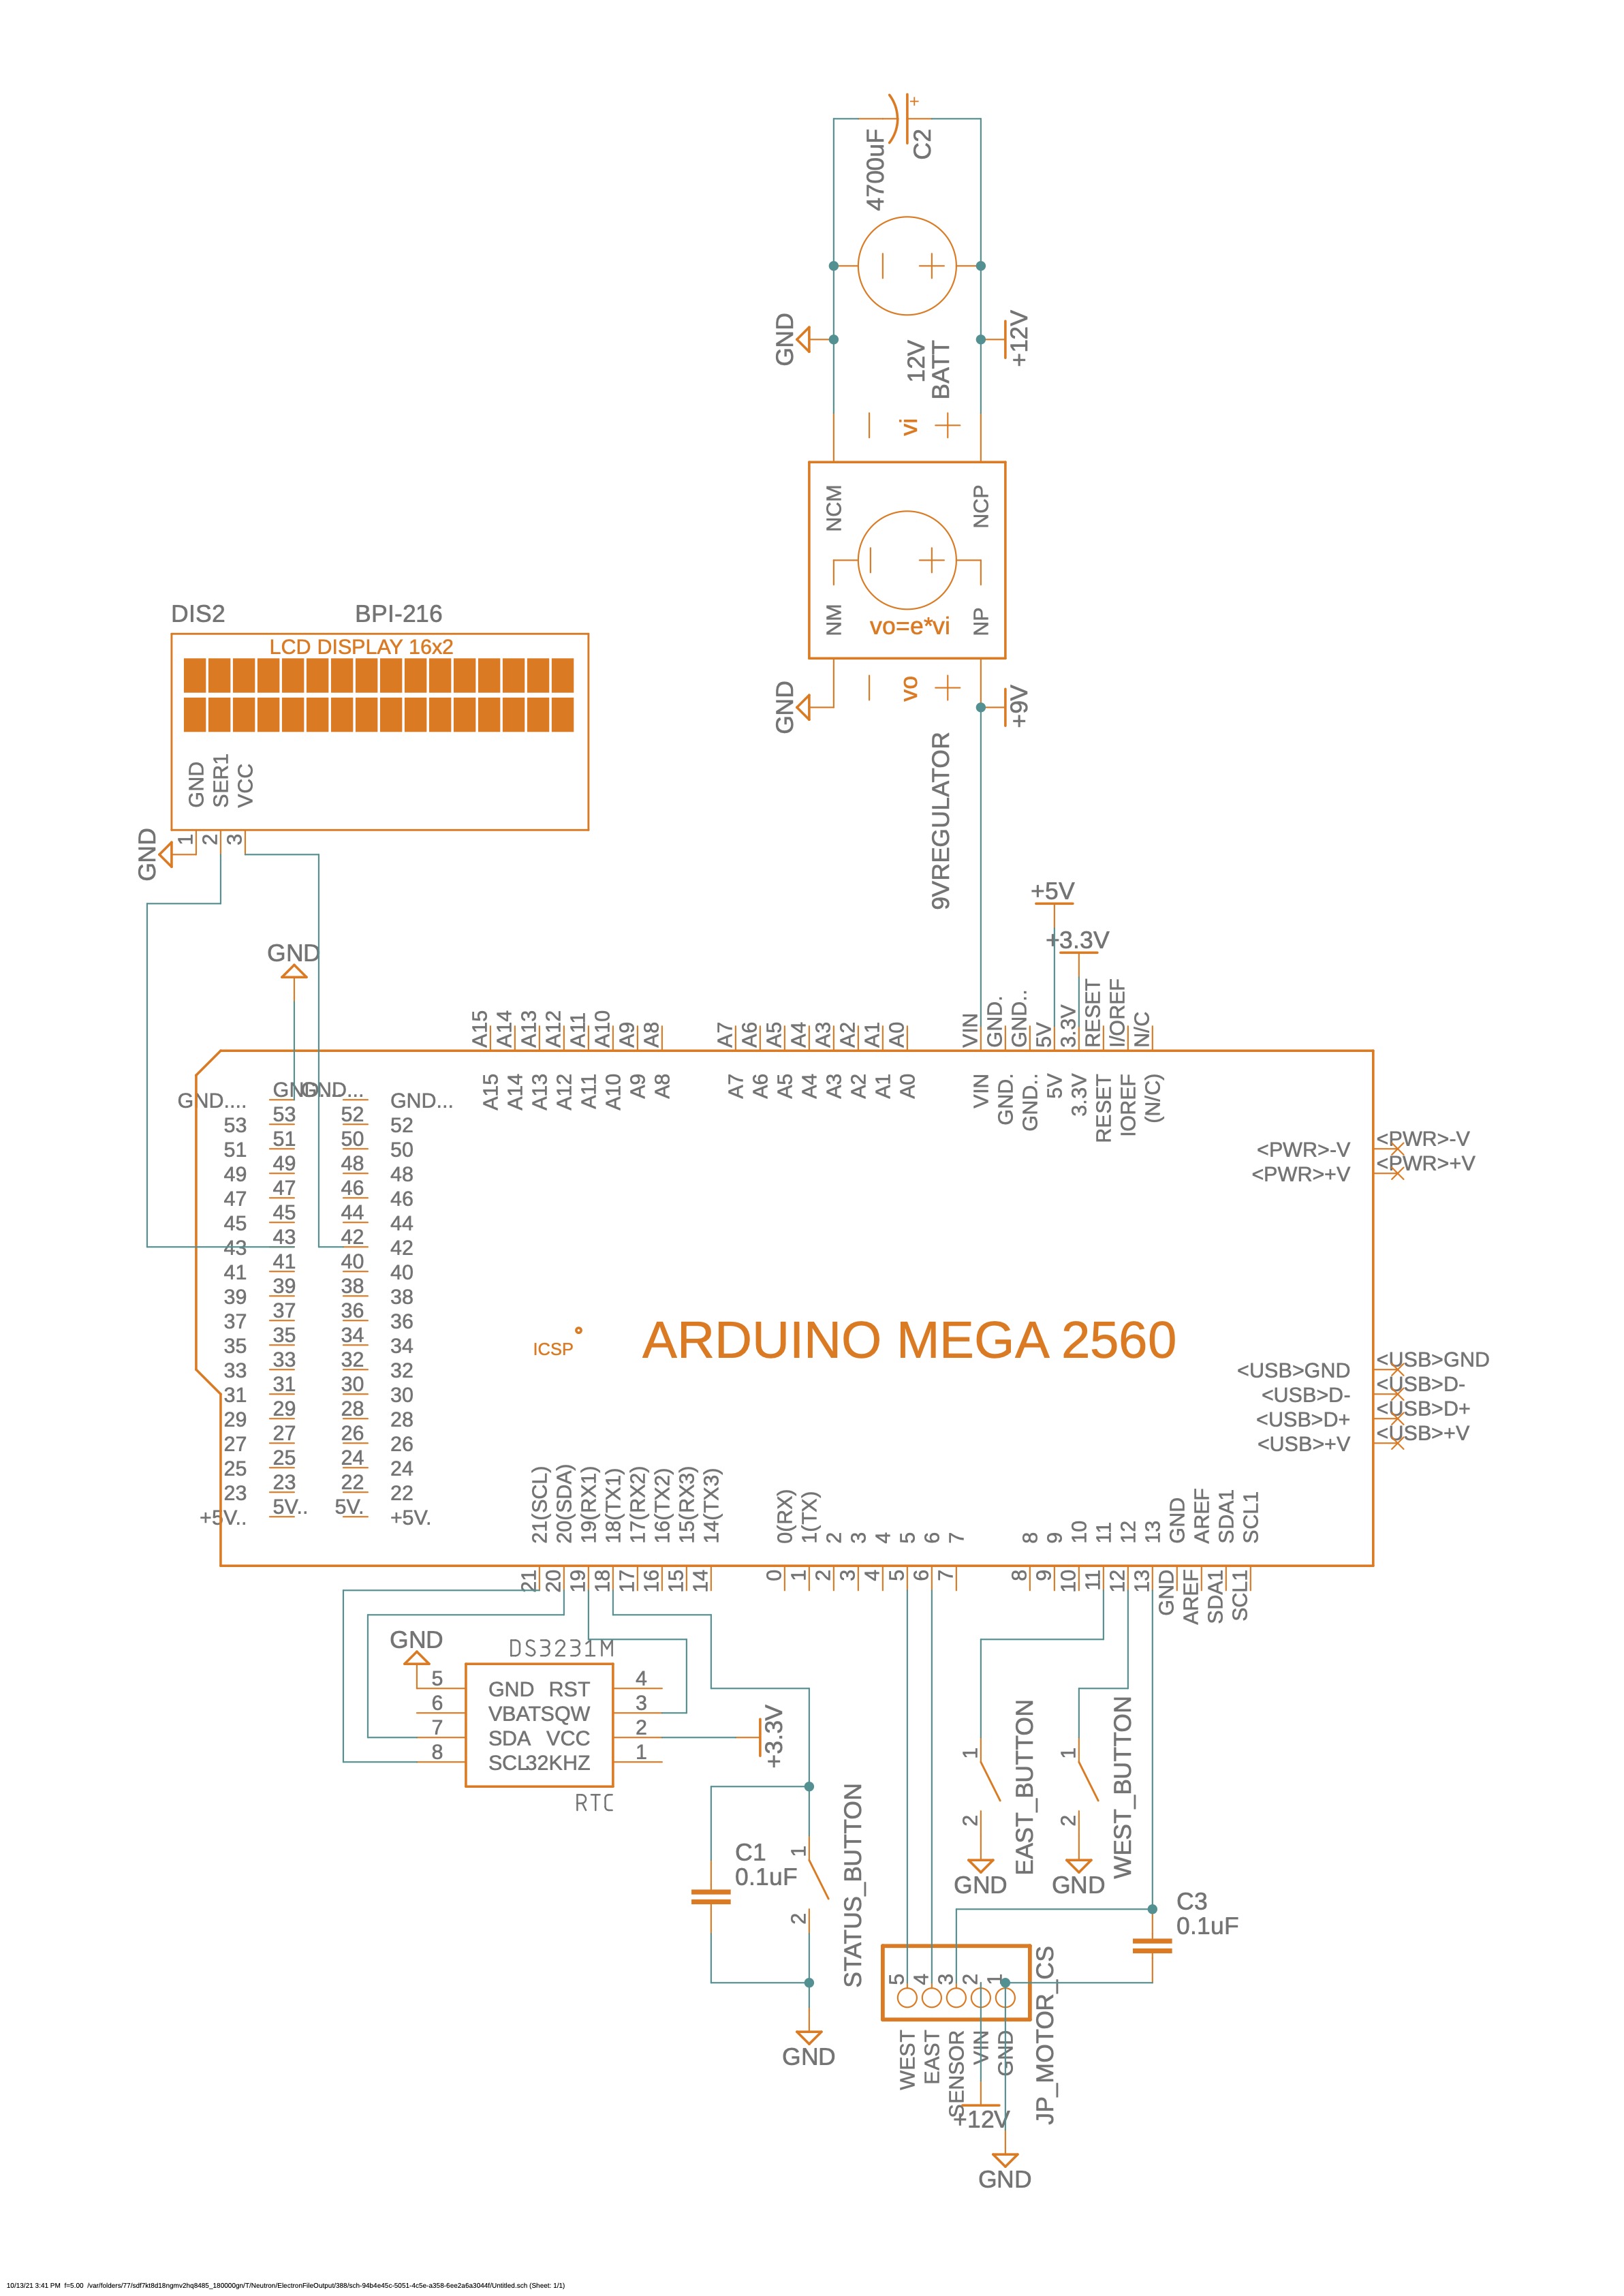 +
4700uF
C2
GND
12V
BATT
+12V
vi
NCM
NCP
NM
NP
vo=e*vi
GND
vo
+9V
9VREGULATOR
DIS2
BPI-216
LCD DISPLAY 16x2
GND
SER1
VCC
GND
1
2
3
GND
+5V
+3.3V
A15
A14
A13
A12
A11
A10
A9
A8
A7
A6
A5
A4
A3
A2
A1
A0
VIN
GND.
GND..
5V
3.3V
RESET
I/OREF
N/C
A15
A14
A13
A12
A11
A10
A9
A8
A7
A6
A5
A4
A3
A2
A1
A0
VIN
GND.
GND..
5V
3.3V
RESET
IOREF
(N/C)
GND....
GND...
GND...
53
53
52
52
51
51
50
50
49
49
48
48
47
47
46
46
45
45
44
44
43
43
42
42
41
41
40
40
39
39
38
38
37
37
36
36
35
35
34
34
33
33
32
32
31
31
30
30
29
29
28
28
27
27
26
26
25
25
24
24
23
23
22
22
+5V..
5V..
5V.
+5V.
<PWR>-V
<PWR>-V
<PWR>+V
<PWR>+V
ICSP
ARDUINO MEGA 2560
<USB>GND
<USB>GND
<USB>D-
<USB>D-
<USB>D+
<USB>D+
<USB>+V
<USB>+V
21(SCL)
20(SDA)
19(RX1)
18(TX1)
17(RX2)
16(TX2)
15(RX3)
14(TX3)
0(RX)
1(TX)
2
3
4
5
6
7
8
9
10
11
12
13
GND
AREF
SDA1
SCL1
21
20
19
18
17
16
15
14
0
1
2
3
4
5
6
7
8
9
10
11
12
13
GND
AREF
SDA1
SCL1
GND
DS3231M
5
GND
RST
4
6
VBAT
SQW
3
7
SDA
VCC
2
8
SCL
32KHZ
1
RTC
+3.3V
C1
0.1uF
1
2
STATUS_BUTTON
GND
1
2
EAST_BUTTON
GND
1
2
WEST_BUTTON
GND
C3
0.1uF
5
4
3
2
1
WEST
EAST
SENSOR
VIN
GND
JP_MOTOR_CS
+12V
GND
10/13/21 3:41 PM f=5.00 /var/folders/77/sdf7kt8d18ngmv2hq8485_180000gn/T/Neutron/ElectronFileOutput/388/sch-94b4e45c-5051-4c5e-a358-6ee2a6a3044f/Untitled.sch (Sheet: 1/1)